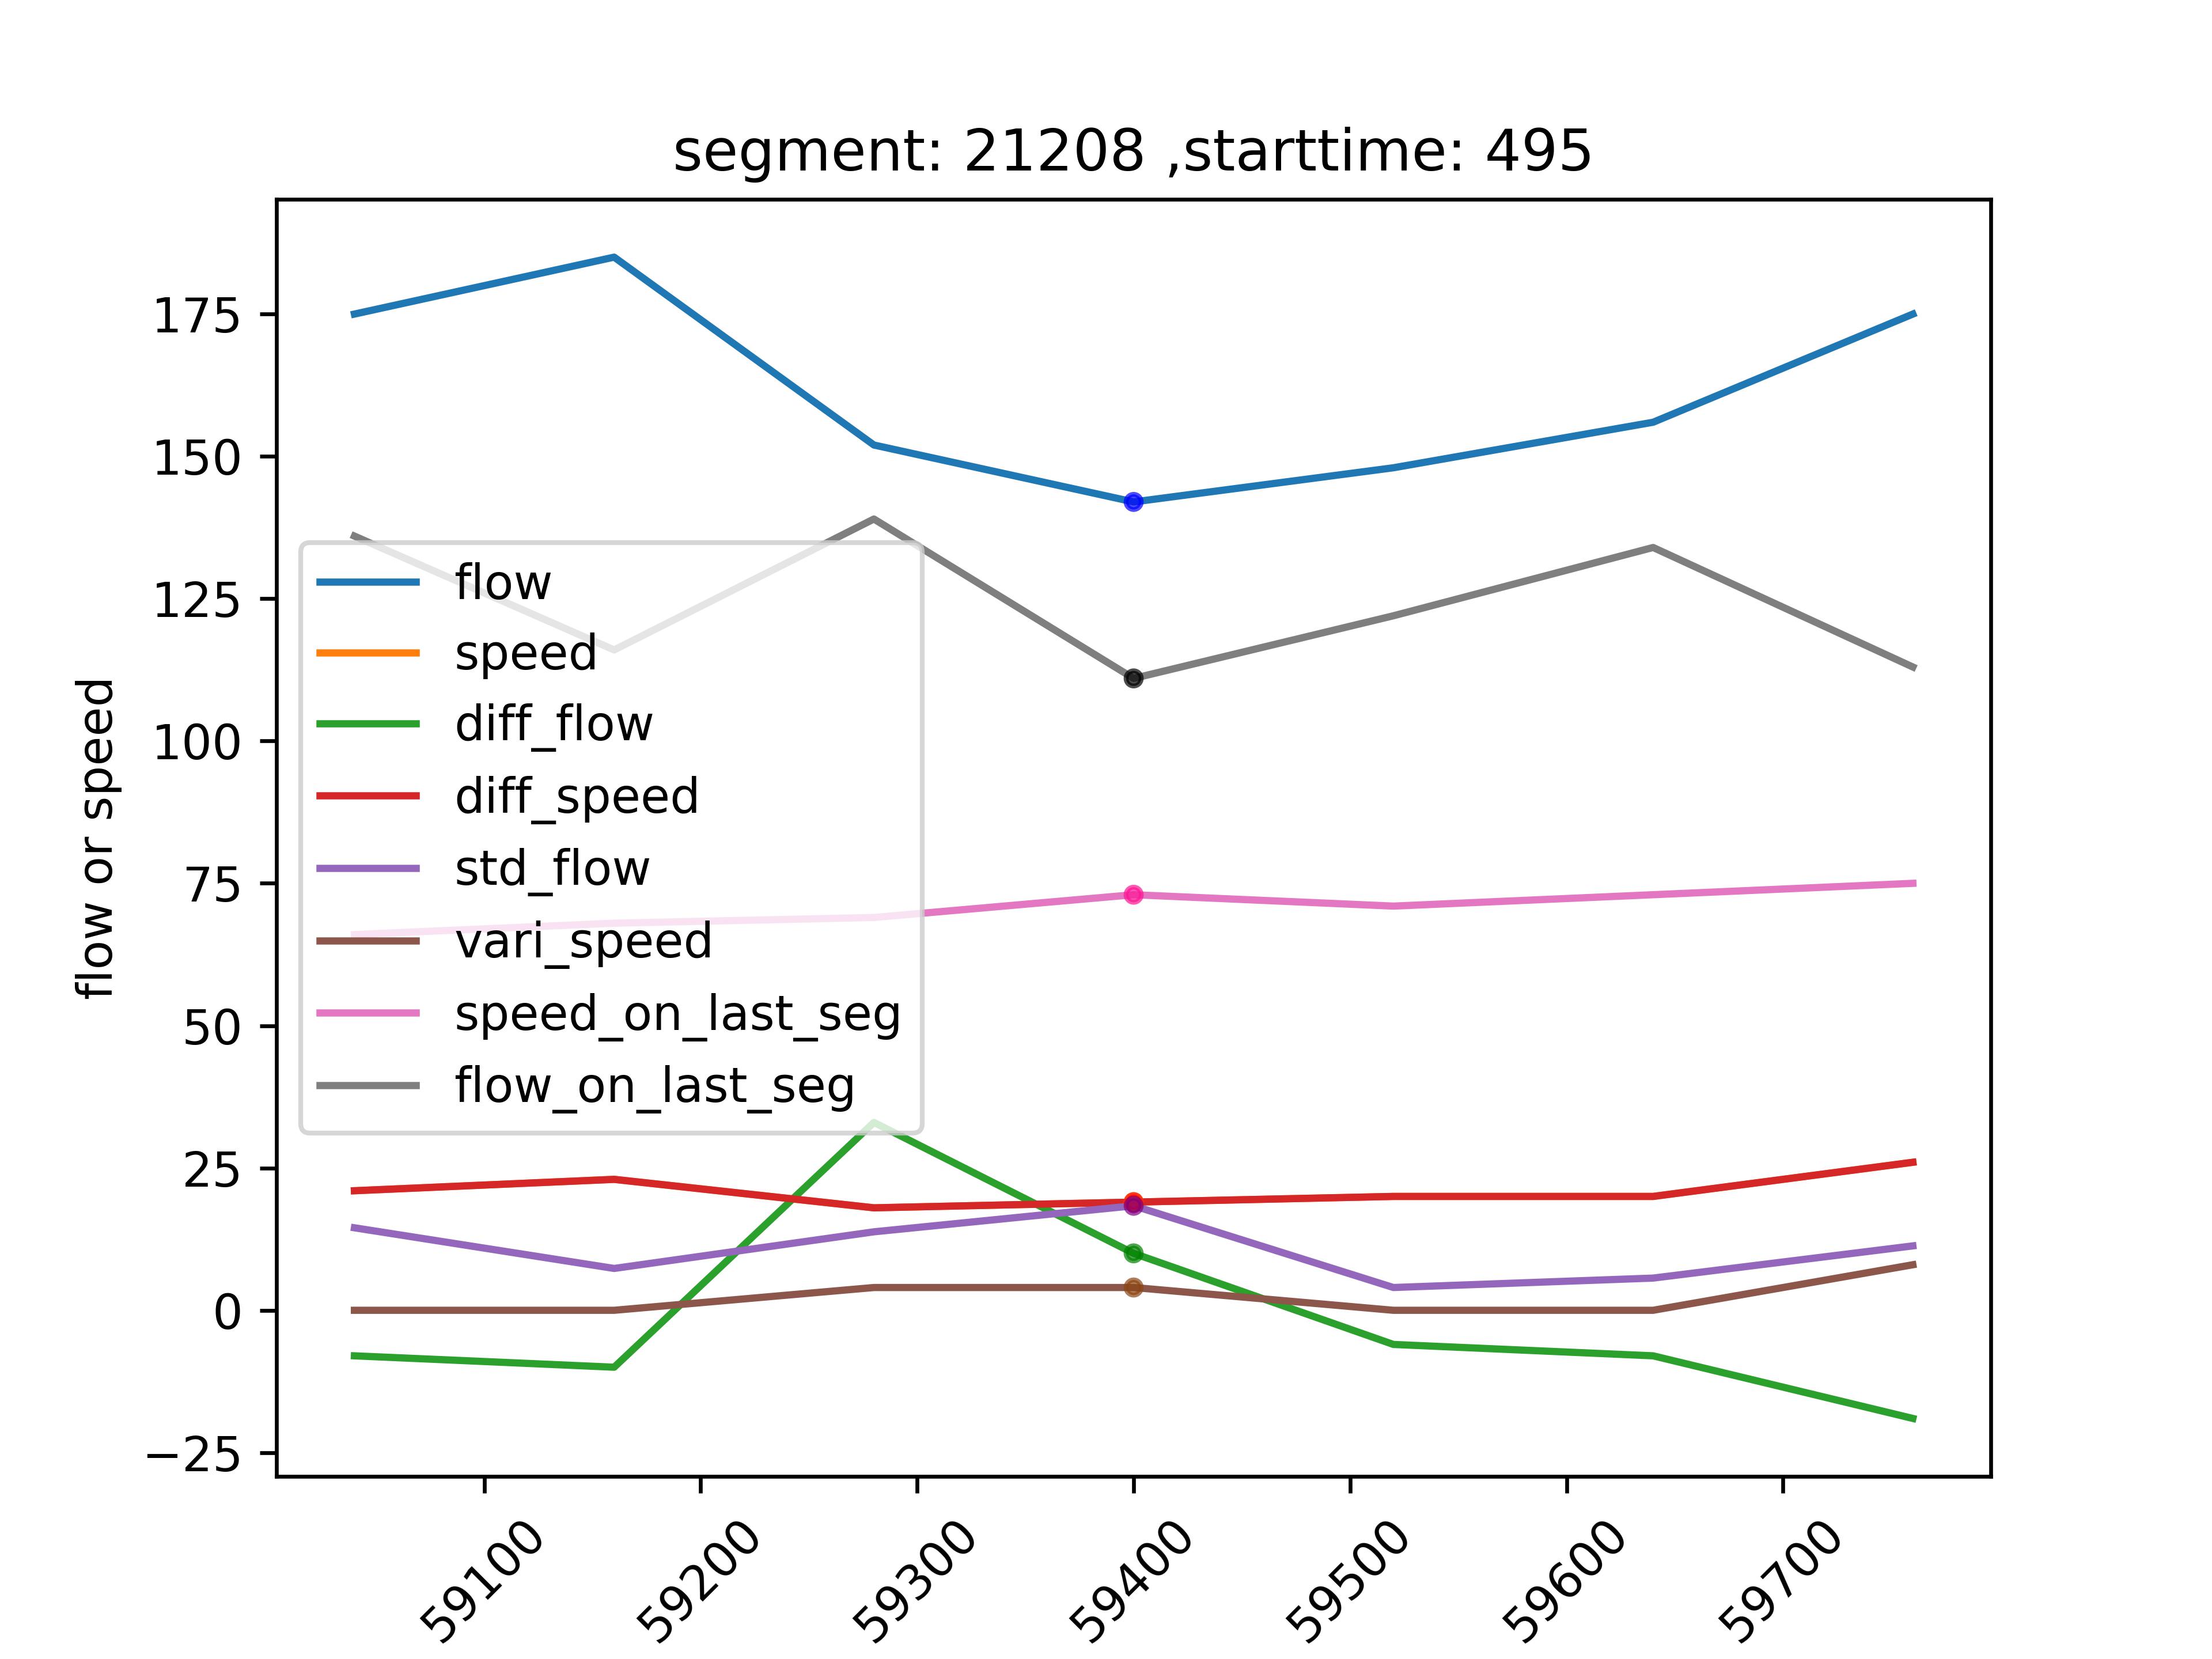 segment: 21208 ,starttime: 495
flow or speed
175
150
125
100
75
50
25
0
−25
flow
speed
diff_flow
diff_speed
std_flow
vari_speed
speed_on_last_seg
flow_on_last_seg
59100
59200
59300
59400
59500
59600
59700